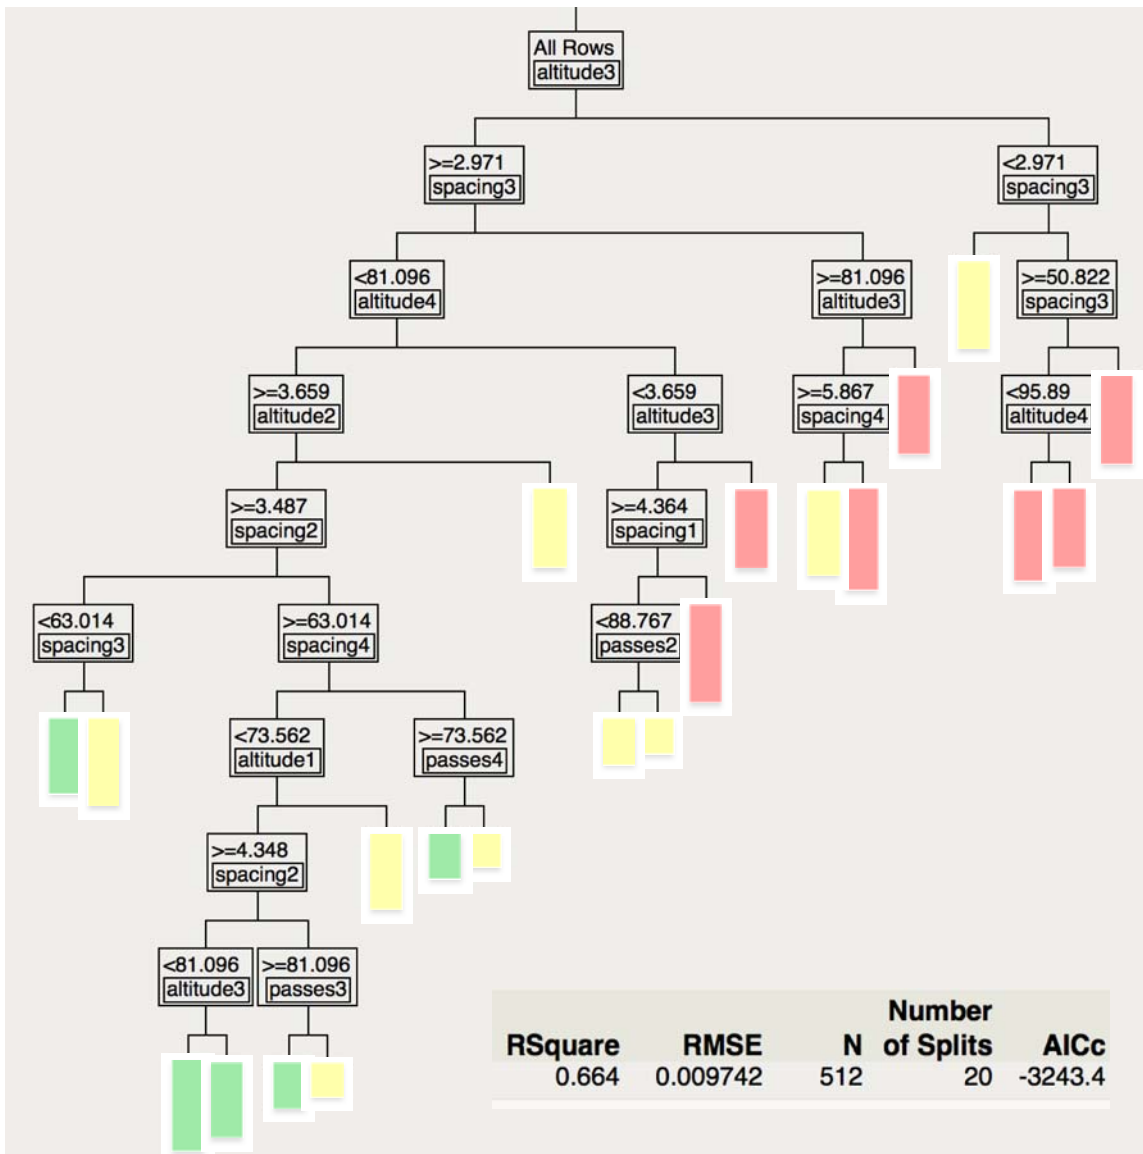 All Rows
altitude3
>=2.971
spacing3
<2.971
spacing3
<81.096
altitude4
>=81.096
altitude3
>=50.822
spacing3
>=3.659
altitude2
<3.659
altitude3
>=5.867
spacing4
<95.89
altitude4
>=3.487
spacing2
>=4.364
spacing1
<63.014
spacing3
>=63.014
spacing4
<88.767
passes2
<73.562
altitude1
>=73.562
passes4
>=4.348
spacing2
<81.096
altitude3
>=81.096
passes3
Number
RSquare RMSE N of Splits AICc
0.664 0.009742 512 20 -3243.4